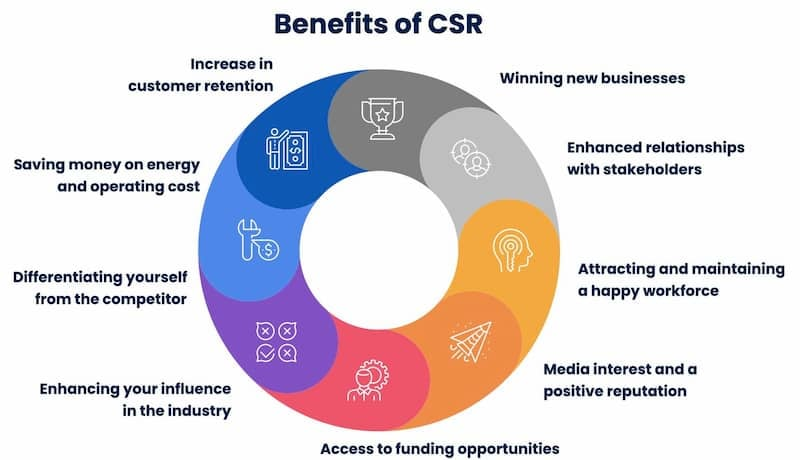 Benefits of CSR
Increase in
customer retention
Winning new businesses
Saving money on energy
and operating cost
Enhanced relationships
with stakeholders
Differentiating yourself
from the competitor
Attracting and maintaining
a happy workforce
Enhancing your influence
in the industry
Media interest and a
positive reputation
Access to funding opportunities